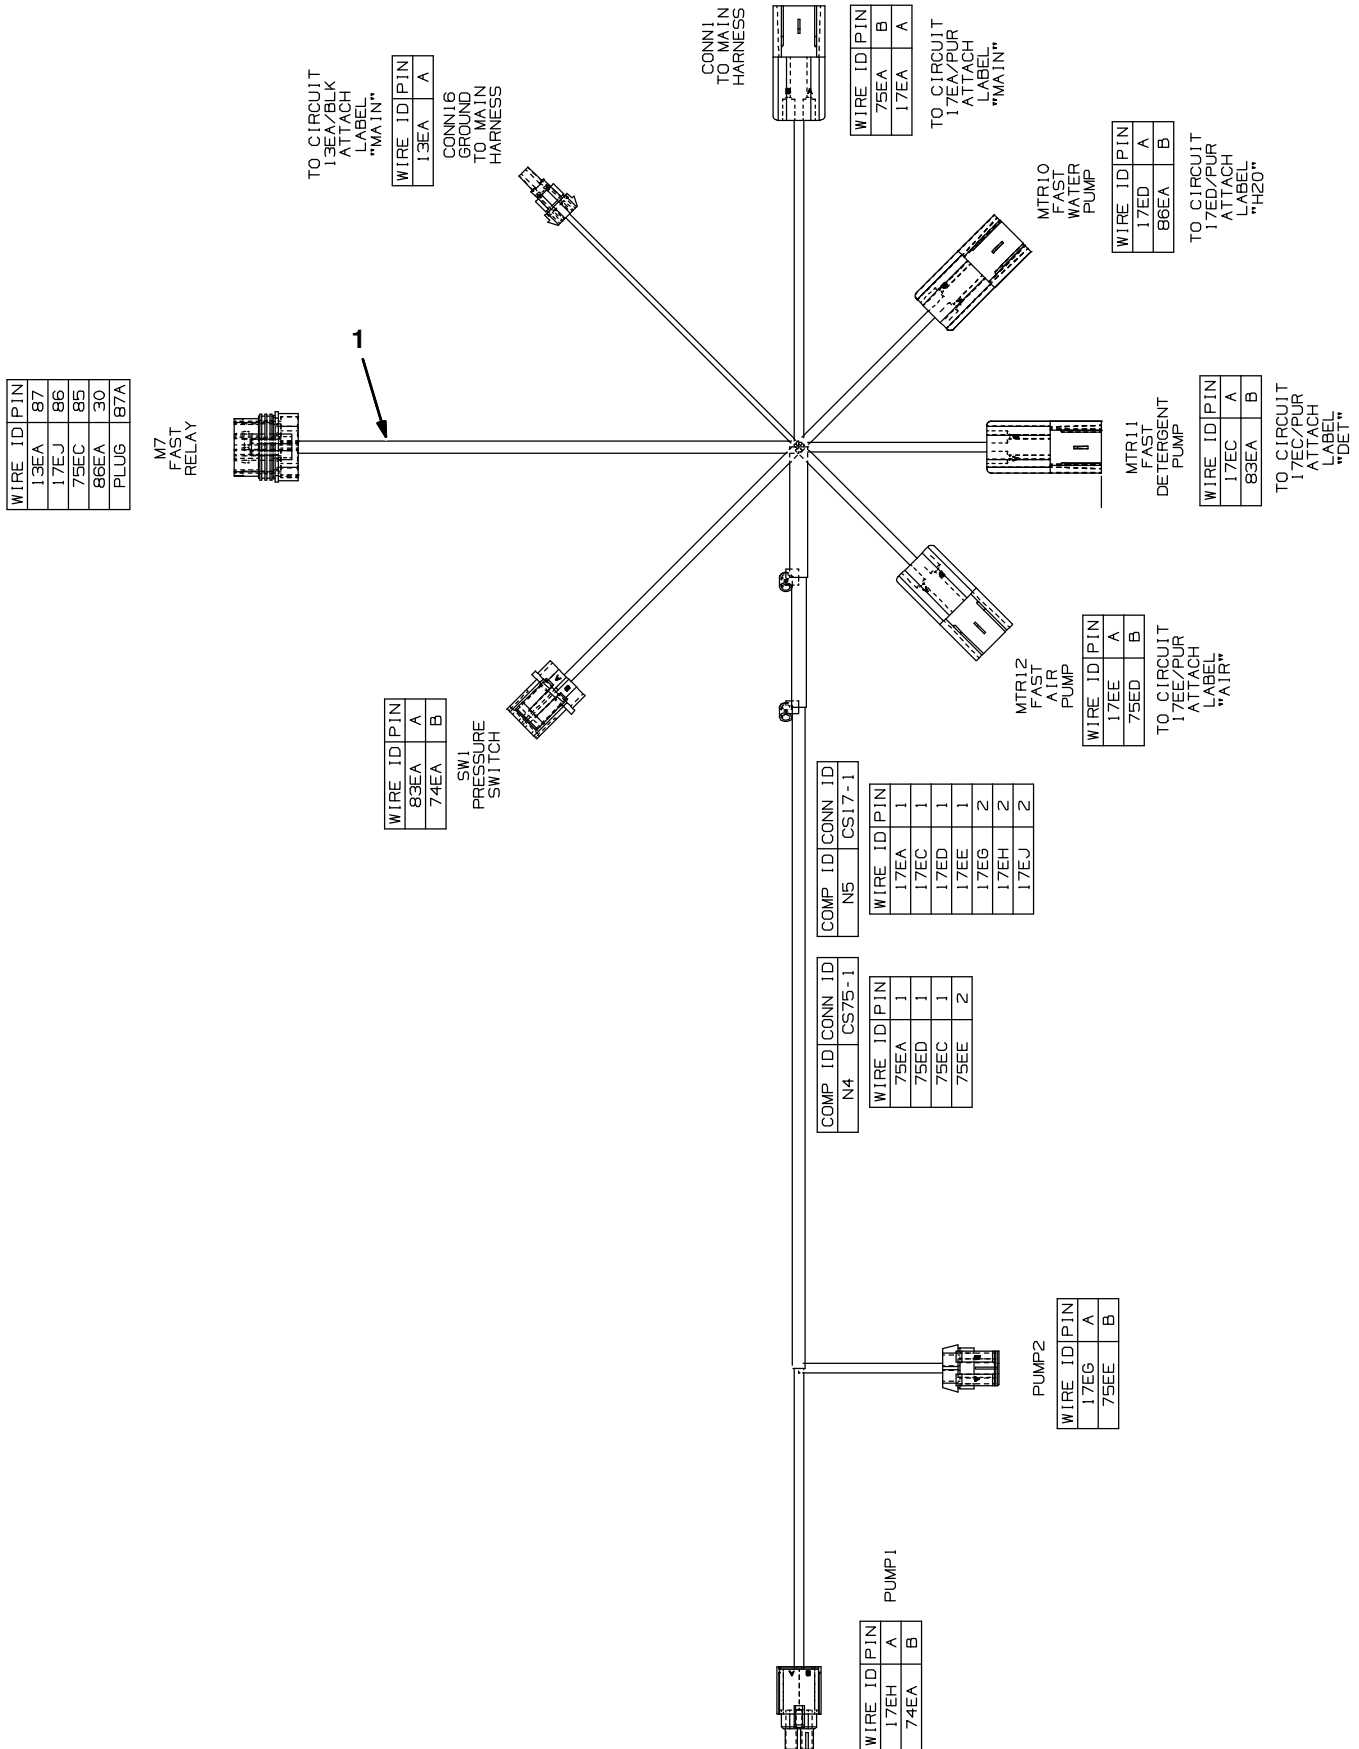 CONN1
TO MAIN
HARNESS
WIRE ID PIN
75EA B
17EA A
TO CIRCUIT
17EA/PUR
ATTACH
LABEL
"MAIN"
TO CIRCUIT
13EA/BLK
ATTACH
LABEL
"MAIN"
WIRE ID PIN
13EA A
CONN16
GROUND
TO MAIN
HARNESS
MTR10
FAST
WATER
PUMP
WIRE ID PIN
17ED A
86EA B
TO CIRCUIT
17ED/PUR
ATTACH
LABEL
"H20"
1
WIRE ID PIN
13EA 87
17EJ 86
75EC 85
86EA 30
PLUG 87A
M7
FAST
RELAY
MTR11
FAST
DETERGENT
PUMP
WIRE ID PIN
17EC A
83EA B
TO CIRCUIT
17EC/PUR
ATTACH
LABEL
"DET"
WIRE ID PIN
83EA A
74EA B
SW1
PRESSURE
SWITCH
A
B
MTR12
FAST
AIR
PUMP
WIRE ID PIN
17EE A
75ED B
TO CIRCUIT
17EE/PUR
ATTACH
LABEL
"AIR"
COMP ID CONN ID
N5 CS17-1
WIRE ID PIN
17EA 1
17EC 1
17ED 1
17EE 1
17EG 2
17EH 2
17EJ 2
COMP ID CONN ID
N4 CS75-1
WIRE ID PIN
75EA 1
75ED 1
75EC 1
75EE 2
PUMP2
WIRE ID PIN
17EG A
75EE B
PUMP1
WIRE ID PIN
17EH A
74EA B
A
B